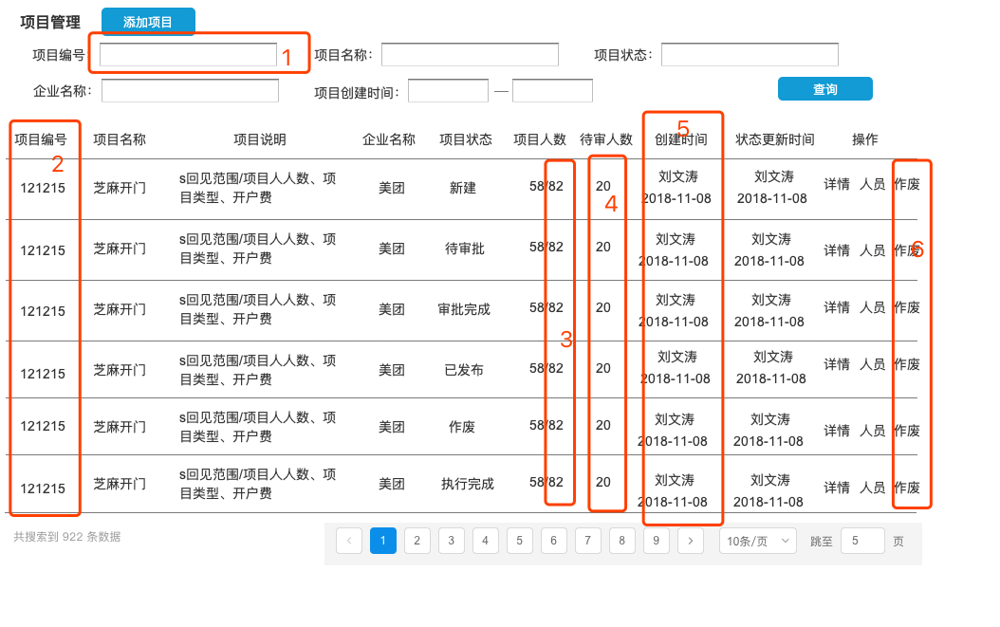 项目管理 添加项目
项目编号 1 项目名称: 项目状态:
企业名称: 项目创建时间: — 查询
项目编号 项目名称 项目说明 企业名称 项目状态 项目人数 待审人数 创建时间 状态更新时间 操作
2 5
121215 芝麻开门 s回见范围/项目人人数、项目类型、开户费 美团 新建 58/82 20 刘文涛 2018-11-08 刘文涛 2018-11-08 详情 人员 作废
4
121215 芝麻开门 s回见范围/项目人人数、项目类型、开户费 美团 待审批 58/82 20 刘文涛 2018-11-08 刘文涛 2018-11-08 详情 人员 作废
6
121215 芝麻开门 s回见范围/项目人人数、项目类型、开户费 美团 审批完成 58/82 20 刘文涛 2018-11-08 刘文涛 2018-11-08 详情 人员 作废
3
121215 芝麻开门 s回见范围/项目人人数、项目类型、开户费 美团 已发布 58/82 20 刘文涛 2018-11-08 刘文涛 2018-11-08 详情 人员 作废
121215 芝麻开门 s回见范围/项目人人数、项目类型、开户费 美团 作废 58/82 20 刘文涛 2018-11-08 刘文涛 2018-11-08 详情 人员 作废
121215 芝麻开门 s回见范围/项目人人数、项目类型、开户费 美团 执行完成 58/82 20 刘文涛 2018-11-08 刘文涛 2018-11-08 详情 人员 作废
共搜索到 922 条数据 < 1 2 3 4 5 6 7 8 9 > 10条/页 跳至 5 页